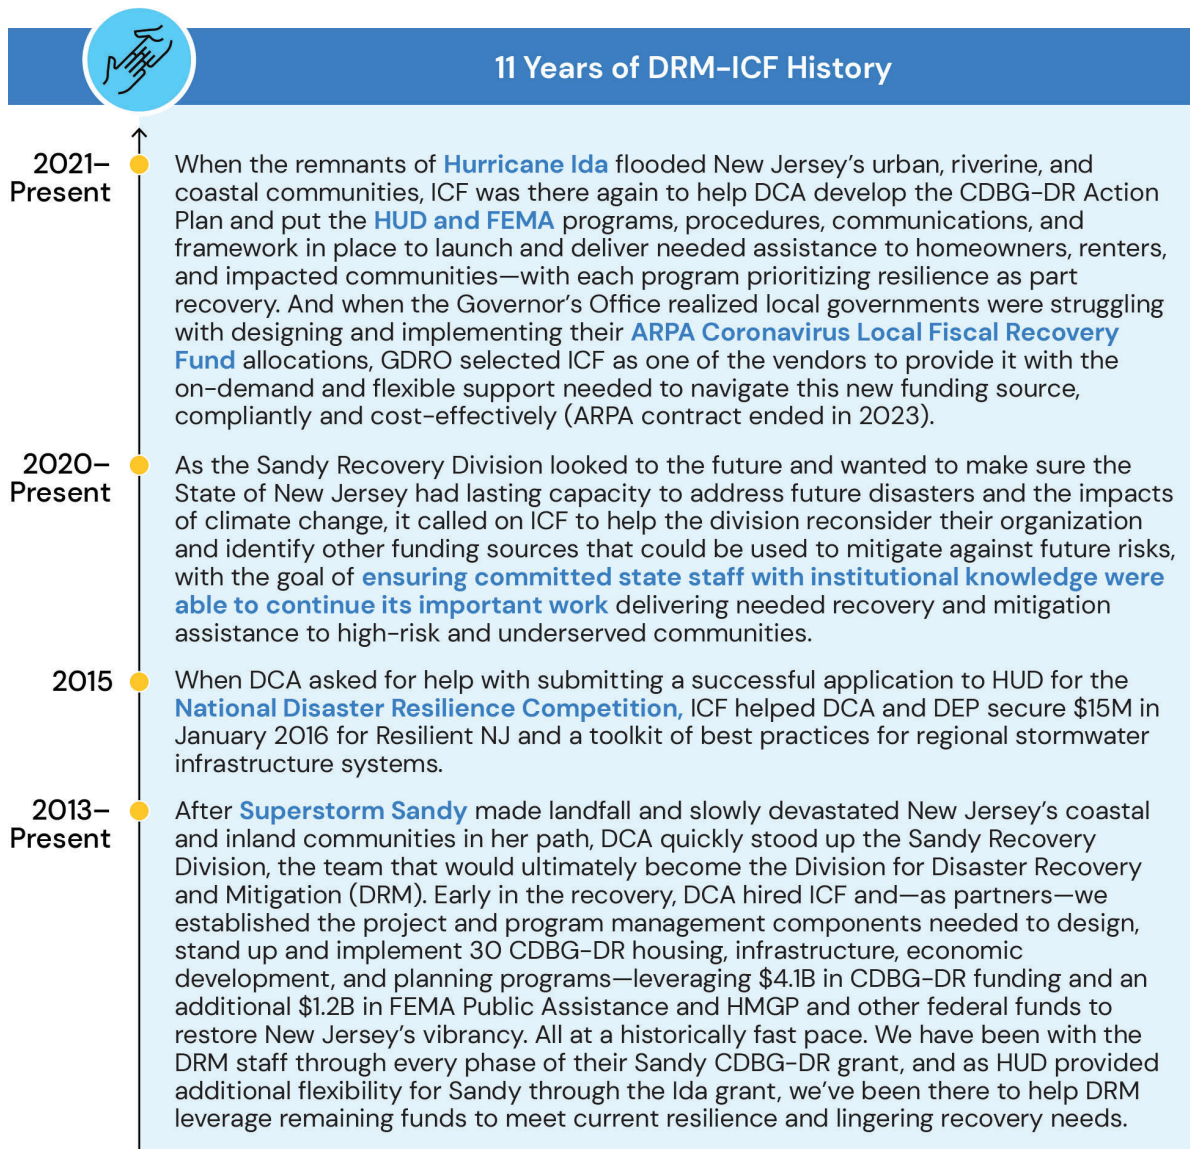 11 Years of DRM-ICF History
2021–
Present
When the remnants of Hurricane Ida flooded New Jersey’s urban, riverine, and
coastal communities, ICF was there again to help DCA develop the CDBG-DR Action
Plan and put the HUD and FEMA programs, procedures, communications, and
framework in place to launch and deliver needed assistance to homeowners, renters,
and impacted communities—with each program prioritizing resilience as part
recovery. And when the Governor’s Office realized local governments were struggling
with designing and implementing their ARPA Coronavirus Local Fiscal Recovery
Fund allocations, GDRO selected ICF as one of the vendors to provide it with the
on-demand and flexible support needed to navigate this new funding source,
compliantly and cost-effectively (ARPA contract ended in 2023).
2020–
Present
As the Sandy Recovery Division looked to the future and wanted to make sure the
State of New Jersey had lasting capacity to address future disasters and the impacts
of climate change, it called on ICF to help the division reconsider their organization
and identify other funding sources that could be used to mitigate against future risks,
with the goal of ensuring committed state staff with institutional knowledge were
able to continue its important work delivering needed recovery and mitigation
assistance to high-risk and underserved communities.
2015
When DCA asked for help with submitting a successful application to HUD for the
National Disaster Resilience Competition, ICF helped DCA and DEP secure $15M in
January 2016 for Resilient NJ and a toolkit of best practices for regional stormwater
infrastructure systems.
2013–
Present
After Superstorm Sandy made landfall and slowly devastated New Jersey’s coastal
and inland communities in her path, DCA quickly stood up the Sandy Recovery
Division, the team that would ultimately become the Division for Disaster Recovery
and Mitigation (DRM). Early in the recovery, DCA hired ICF and—as partners—we
established the project and program management components needed to design,
stand up and implement 30 CDBG-DR housing, infrastructure, economic
development, and planning programs—leveraging $4.1B in CDBG-DR funding and an
additional $1.2B in FEMA Public Assistance and HMGP and other federal funds to
restore New Jersey’s vibrancy. All at a historically fast pace. We have been with the
DRM staff through every phase of their Sandy CDBG-DR grant, and as HUD provided
additional flexibility for Sandy through the Ida grant, we’ve been there to help DRM
leverage remaining funds to meet current resilience and lingering recovery needs.